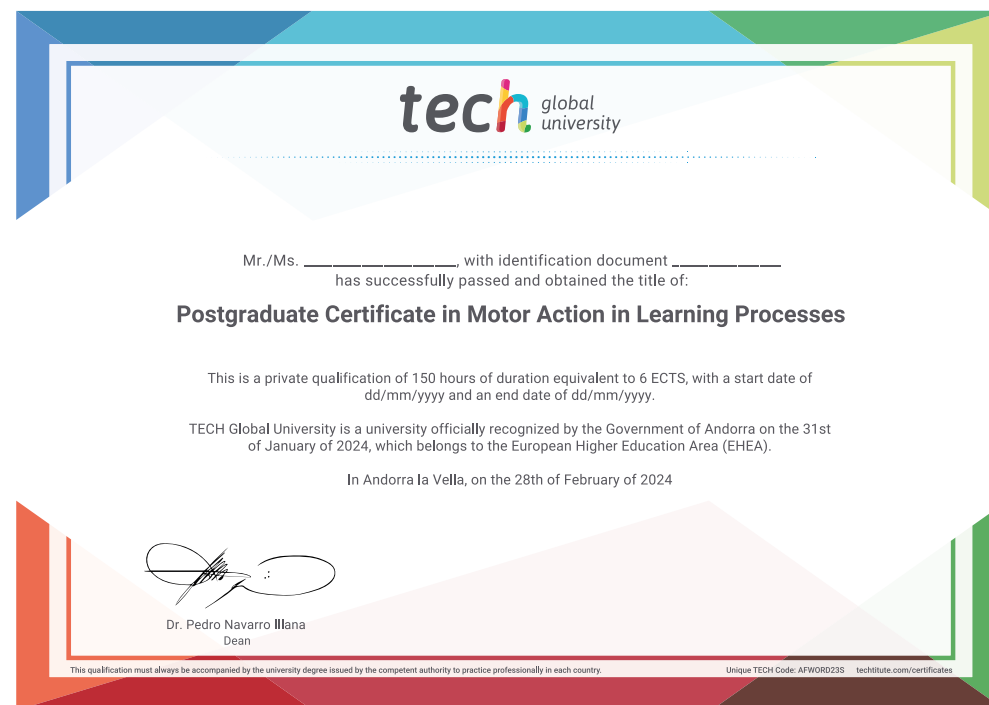 tech global university
Mr./Ms. ____________________, with identification document ______________
has successfully passed and obtained the title of:
Postgraduate Certificate in Motor Action in Learning Processes
This is a private qualification of 150 hours of duration equivalent to 6 ECTS, with a start date of
dd/mm/yyyy and an end date of dd/mm/yyyy.
TECH Global University is a university officially recognized by the Government of Andorra on the 31st
of January of 2024, which belongs to the European Higher Education Area (EHEA).
In Andorra la Vella, on the 28th of February of 2024
Dr. Pedro Navarro Illana
Dean
This qualification must always be accompanied by the university degree issued by the competent authority to practice professionally in each country.
Unique TECH Code: AFWORD23S techtitute.com/certificates